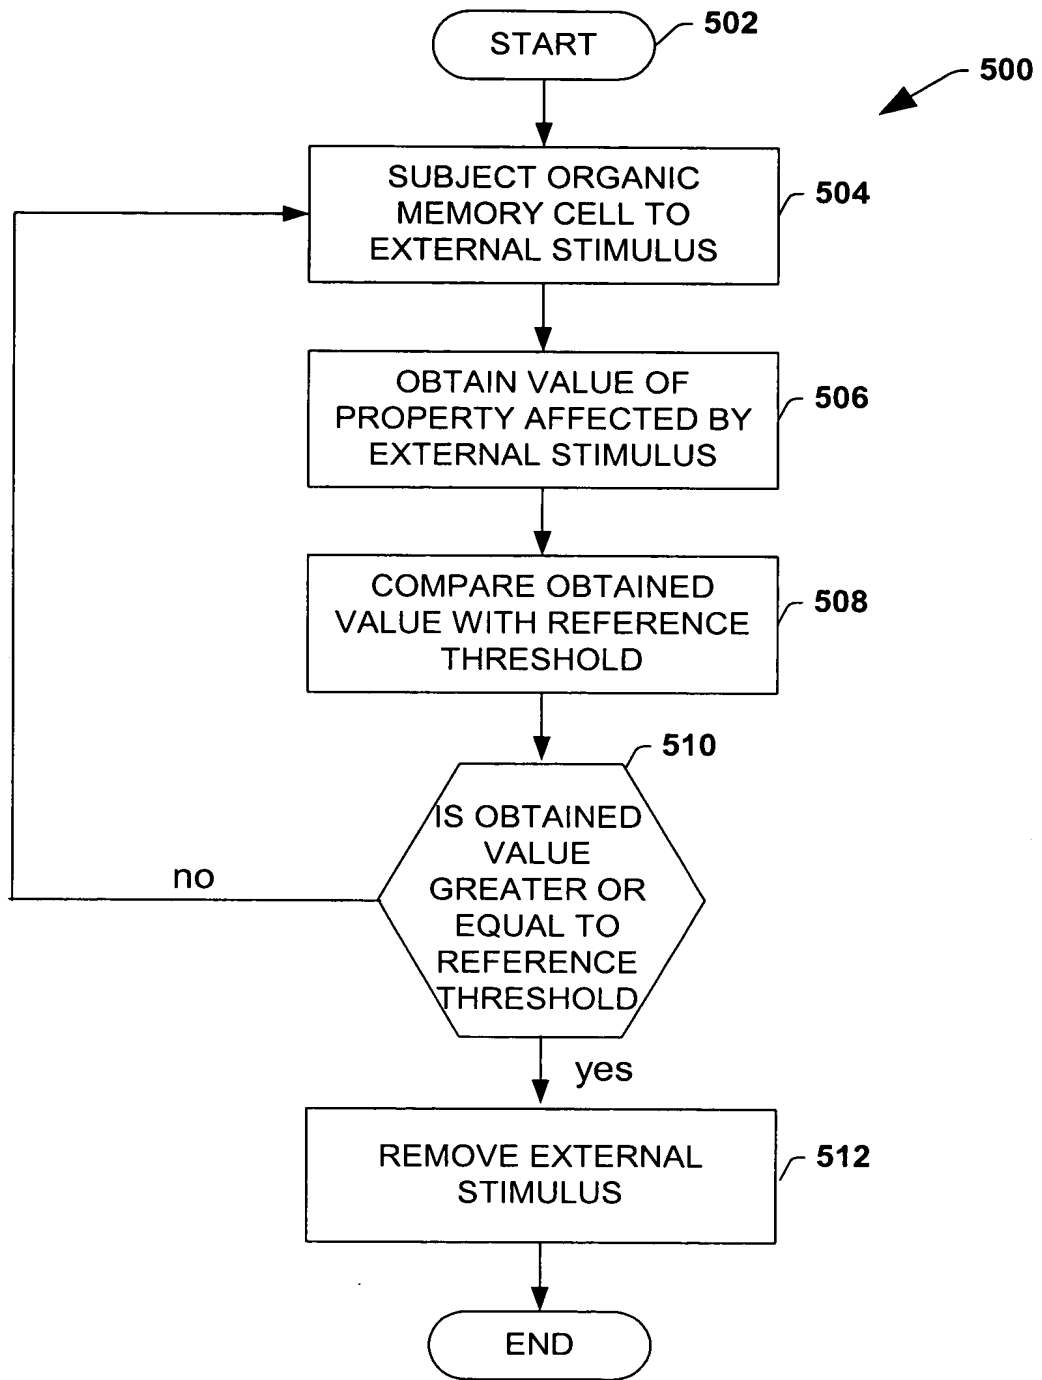 START
502
500
SUBJECT ORGANIC
MEMORY CELL TO
EXTERNAL STIMULUS
504
OBTAIN VALUE OF
PROPERTY AFFECTED BY
EXTERNAL STIMULUS
506
COMPARE OBTAINED
VALUE WITH REFERENCE
THRESHOLD
508
510
IS OBTAINED
VALUE
GREATER OR
EQUAL TO
REFERENCE
THRESHOLD
no
yes
REMOVE EXTERNAL
STIMULUS
512
END